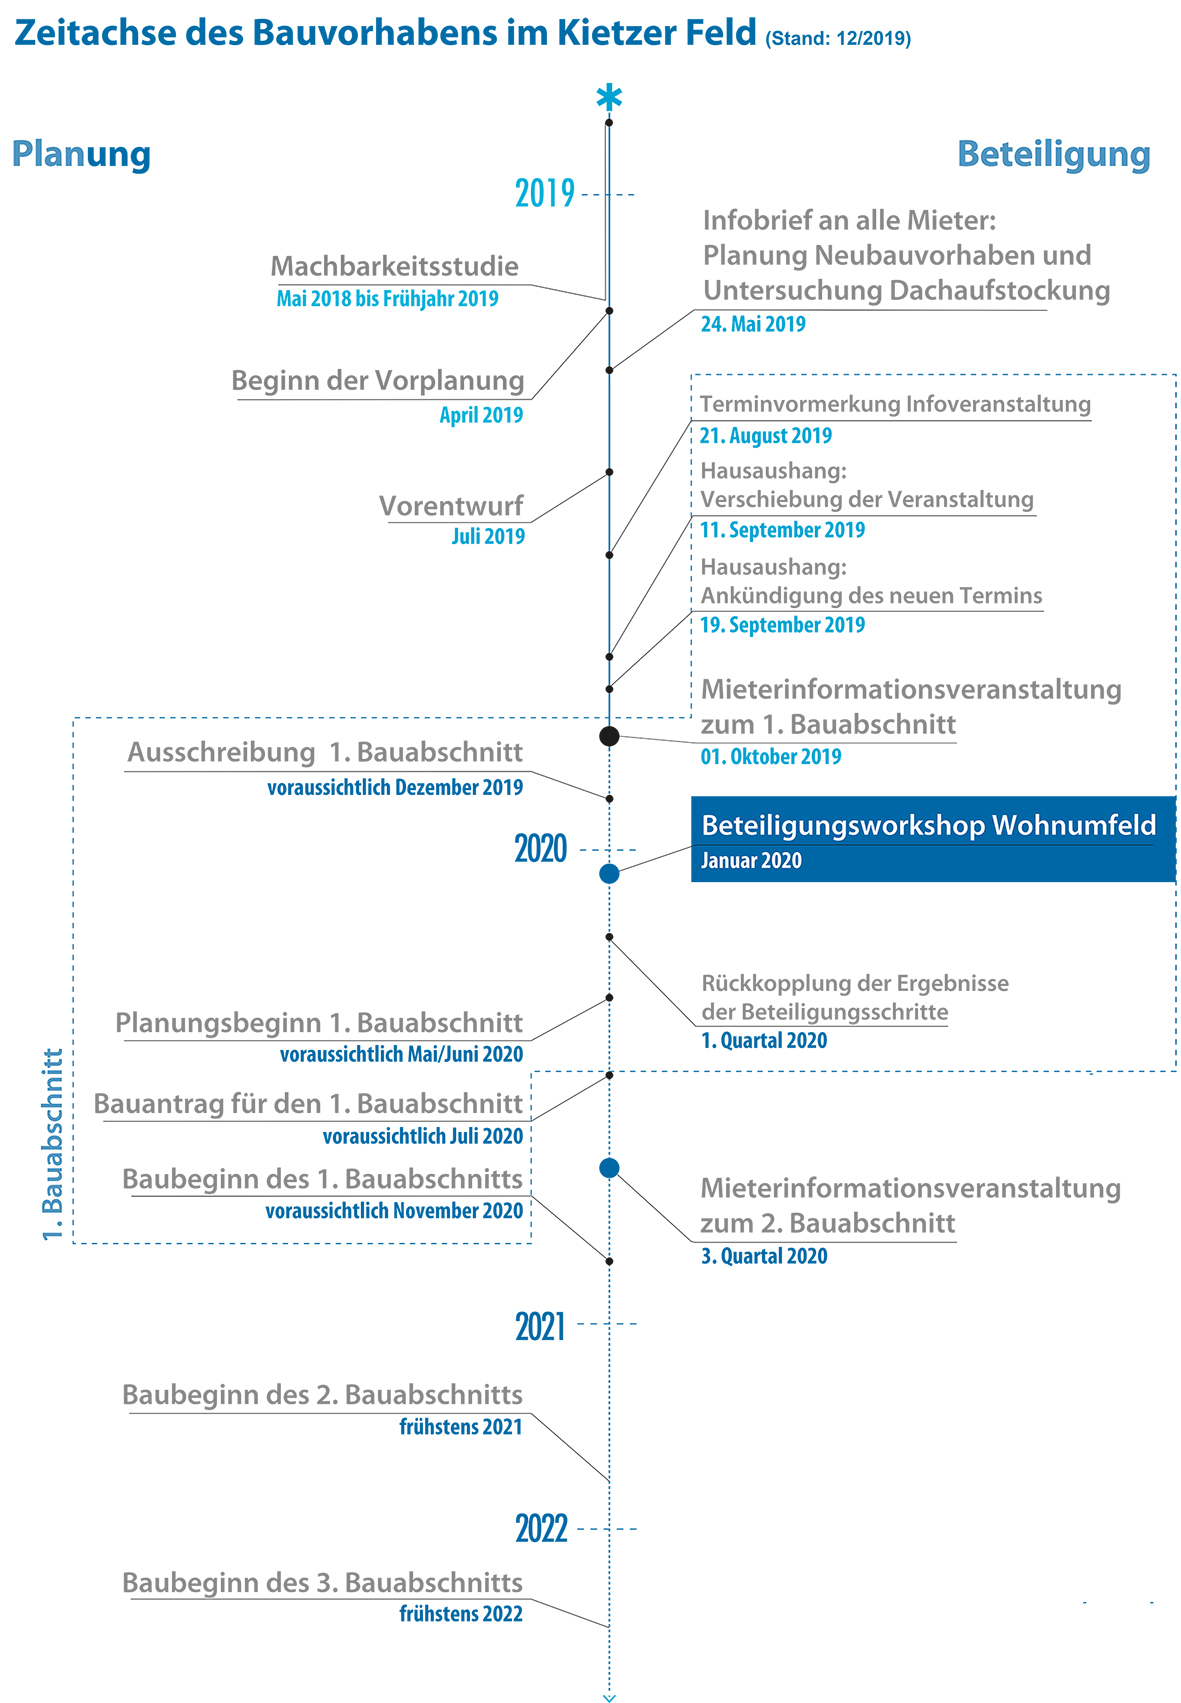 Zeitachse des Bauvorhabens im Kietzer Feld (Stand: 12/2019)
Planung
Beteiligung
2019
Infobrief an alle Mieter:
Planung Neubauvorhaben und
Untersuchung Dachaufstockung
24. Mai 2019
Machbarkeitsstudie
Mai 2018 bis Frühjahr 2019
Beginn der Vorplanung
April 2019
Terminvormerkung Infoveranstaltung
21. August 2019
Hausaushang:
Verschiebung der Veranstaltung
11. September 2019
Vorentwurf
Juli 2019
Hausaushang:
Ankündigung des neuen Termins
19. September 2019
Mieterinformationsveranstaltung
zum 1. Bauabschnitt
01. Oktober 2019
Ausschreibung 1. Bauabschnitt
voraussichtlich Dezember 2019
2020
Beteiligungsworkshop Wohnumfeld
Januar 2020
Rückkopplung der Ergebnisse
der Beteiligungsschritte
1. Quartal 2020
Planungsbeginn 1. Bauabschnitt
voraussichtlich Mai/Juni 2020
1. Bauabschnitt
Bauantrag für den 1. Bauabschnitt
voraussichtlich Juli 2020
Baubeginn des 1. Bauabschnitts
voraussichtlich November 2020
Mieterinformationsveranstaltung
zum 2. Bauabschnitt
3. Quartal 2020
2021
Baubeginn des 2. Bauabschnitts
frühstens 2021
2022
Baubeginn des 3. Bauabschnitts
frühstens 2022